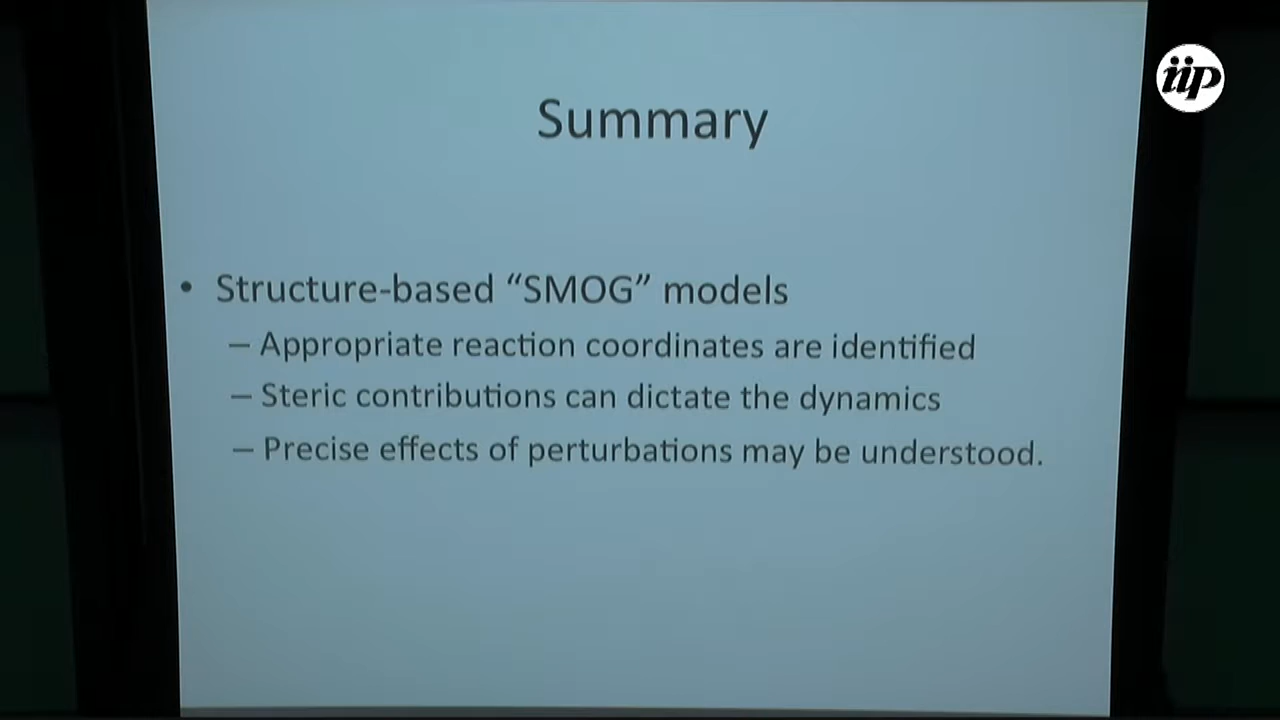 iip
Summary
• Structure-based “SMOG” models
– Appropriate reaction coordinates are identified
– Steric contributions can dictate the dynamics
– Precise effects of perturbations may be understood.